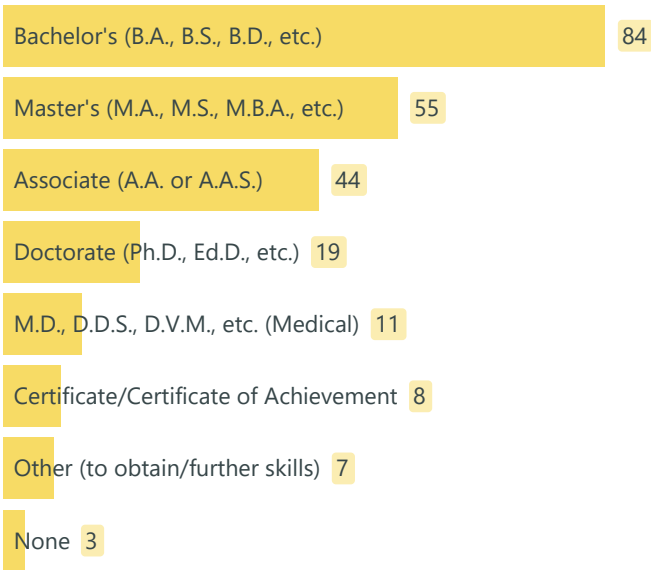 Bachelor's (B.A., B.S., B.D., etc.) 84
Master's (M.A., M.S., M.B.A., etc.) 55
Associate (A.A. or A.A.S.) 44
Doctorate (Ph.D., Ed.D., etc.) 19
M.D., D.D.S., D.V.M., etc. (Medical) 11
Certificate/Certificate of Achievement 8
Other (to obtain/further skills) 7
None 3